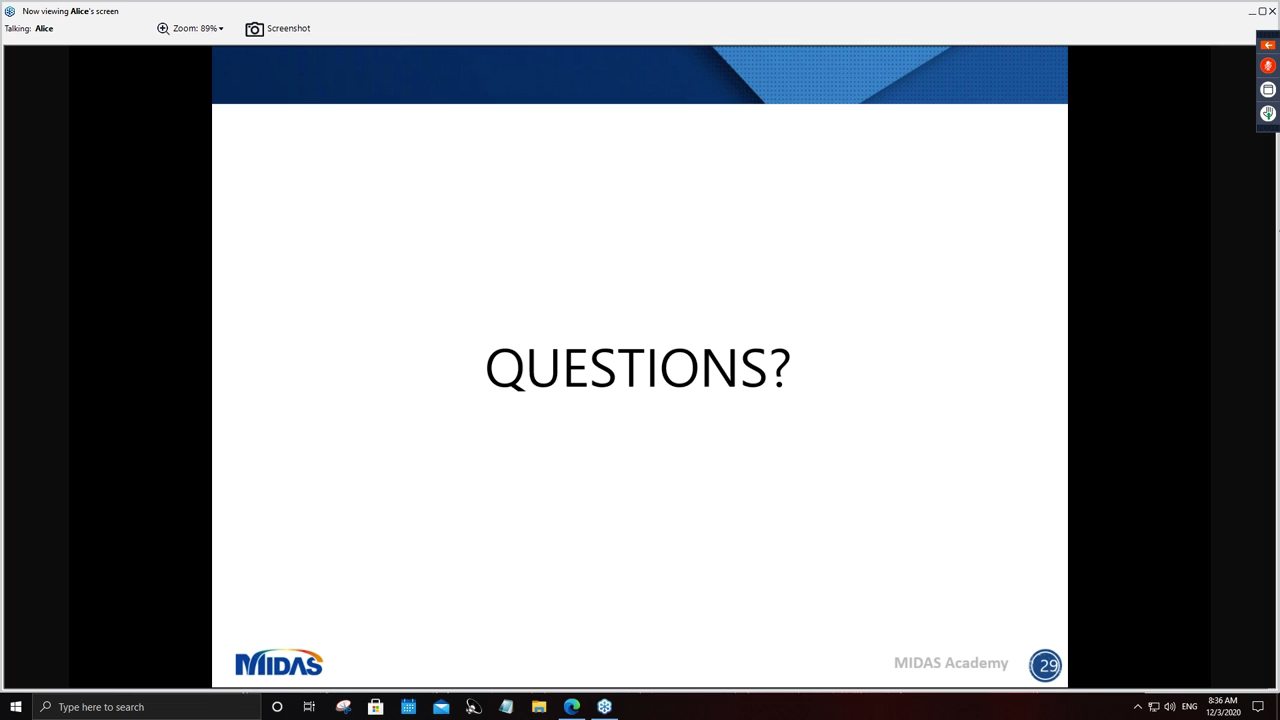 Now viewing Alice's screen
Talking: Alice
Zoom: 89%
Screenshot
QUESTIONS?
MIDAS
MIDAS Academy
29
Type here to search
ENG
8:36 AM
12/3/2020